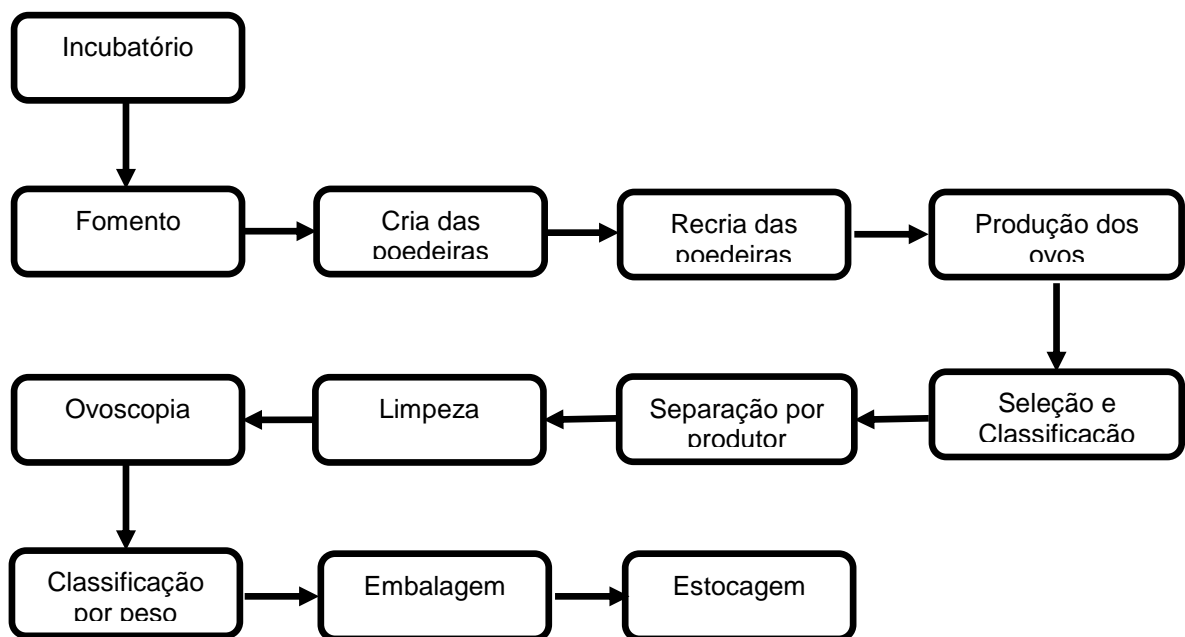 Incubatório
Fomento
Cria das
poedeiras
Recria das
poedeiras
Produção dos
ovos
Seleção e
Classificação
Separação por
produtor
Limpeza
Ovoscopia
Classificação
por peso
Embalagem
Estocagem